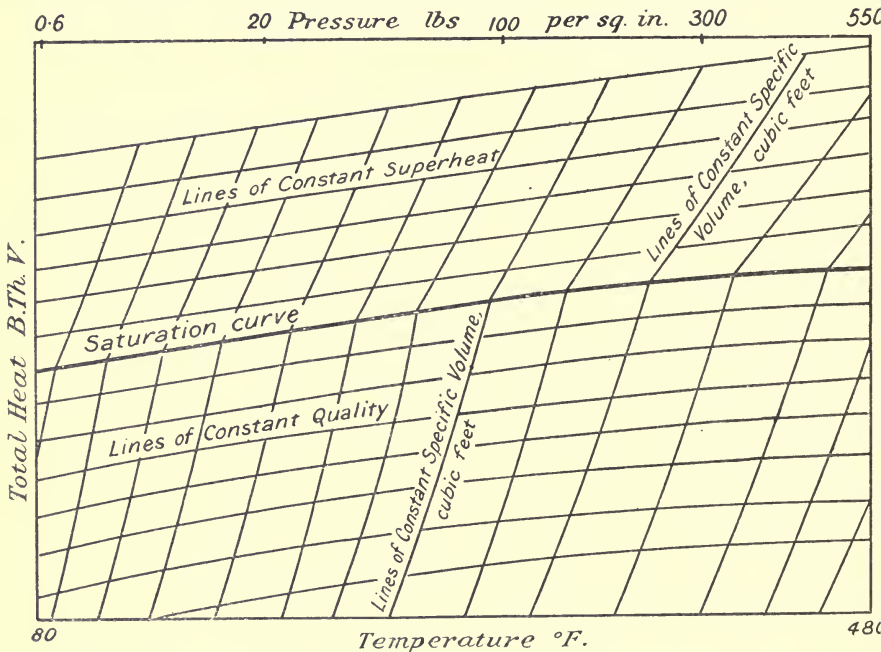 0.6 20 Pressure lbs 100 per sq. in. 300 550
Lines of Constant Specific
Volume, cubic feet
Lines of Constant Superheat
Total Heat B.Th.V.
Saturation curve
Lines of Constant Quality
Lines of Constant Specific Volume,
cubic feet
80 Temperature °F. 480